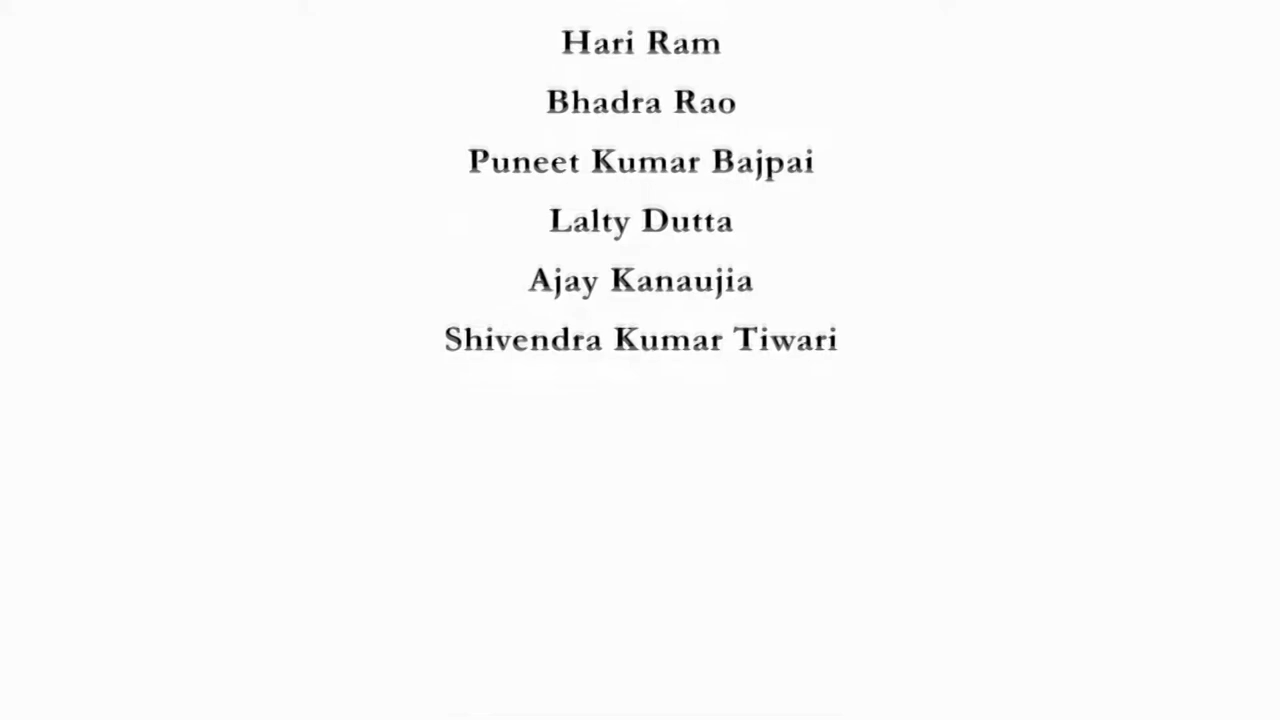 Hari Ram
Bhadra Rao
Puneet Kumar Bajpai
Lalty Dutta
Ajay Kanaujia
Shivendra Kumar Tiwari